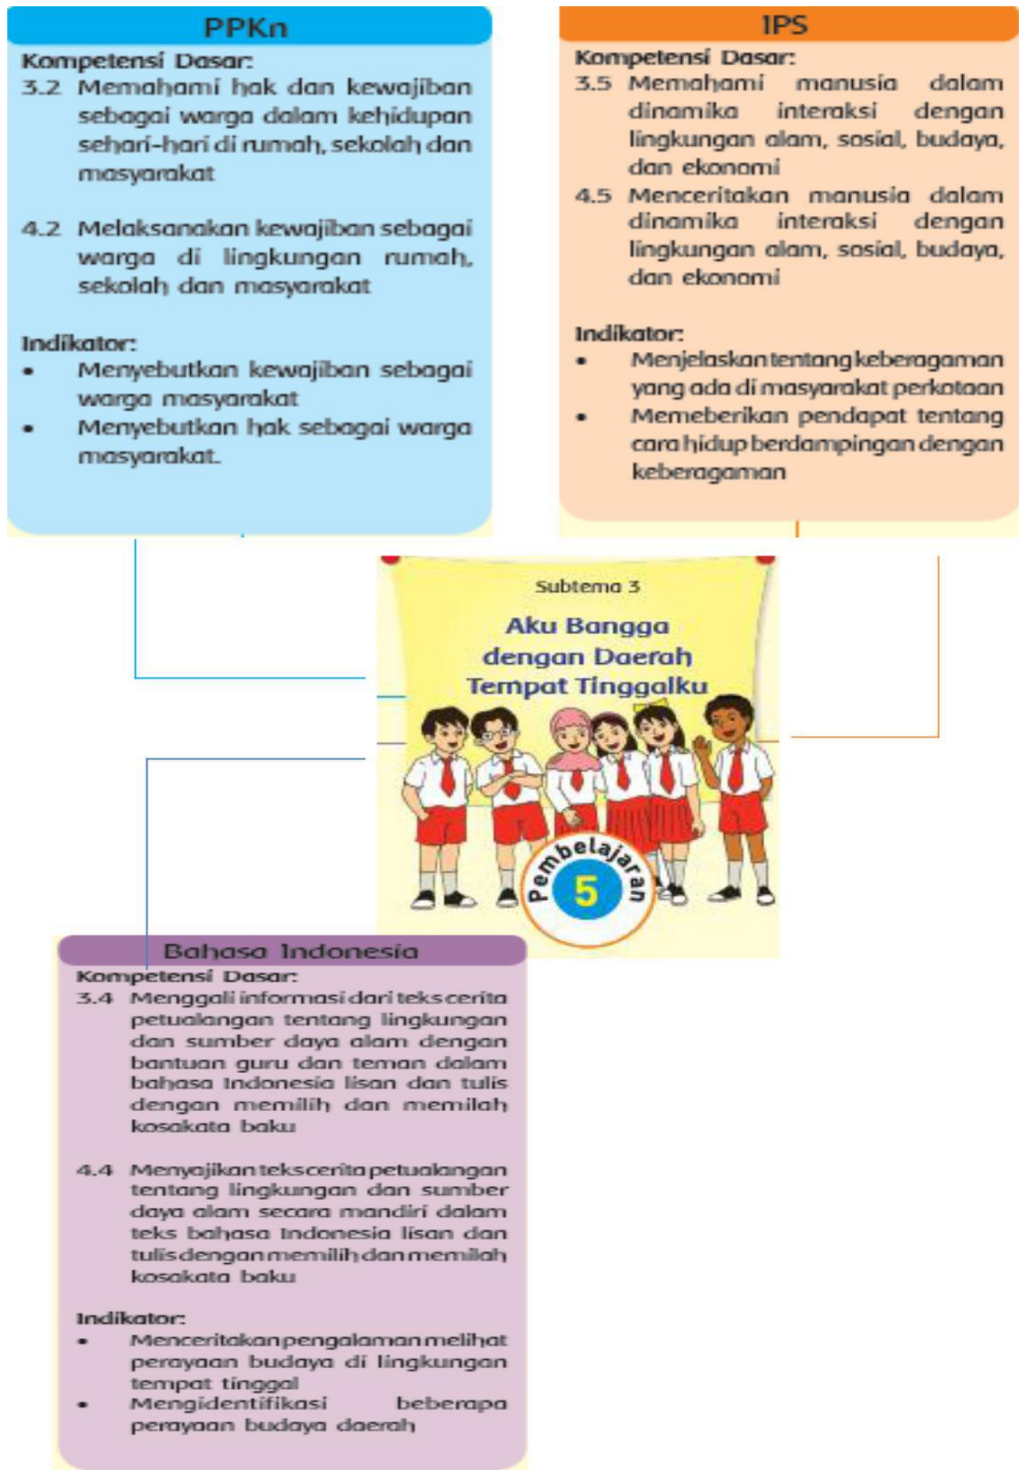 PPKn
Kompetensi Dasar:
3.2 Memahami hak dan kewajiban
sebagai warga dalam kehidupan
sehari-hari di rumah, sekolah dan
masyarakat
4.2 Melaksanakan kewajiban sebagai
warga di lingkungan rumah,
sekolah dan masyarakat
Indikator:
• Menyebutkan kewajiban sebagai
warga masyarakat
• Menyebutkan hak sebagai warga
masyarakat.
IPS
Kompetensi Dasar:
3.5 Memahami manusia dalam
dinamika interaksi dengan
lingkungan alam, sosial, budaya,
dan ekonomi
4.5 Menceritakan manusia dalam
dinamika interaksi dengan
lingkungan alam, sosial, budaya,
dan ekonomi
Indikator:
• Menjelaskan tentang keberagaman
yang ada di masyarakat perkotaan
• Memeberikan pendapat tentang
cara hidup berdampingan dengan
keberagaman
Subtema 3
Aku Bangga
dengan Daerah
Tempat Tinggalku
Pembelajaran
5
Bahasa Indonesia
Kompetensi Dasar:
3.4 Menggali informasi dari teks cerita
petualangan tentang lingkungan
dan sumber daya alam dengan
bantuan guru dan teman dalam
bahasa Indonesia lisan dan tulis
dengan memilih dan memilah
kosakata baku
4.4 Menyajikan teks cerita petualangan
tentang lingkungan dan sumber
daya alam secara mandiri dalam
teks bahasa Indonesia lisan dan
tulis dengan memilih dan memilah
kosakata baku
Indikator:
• Menceritakan pengalaman melihat
perayaan budaya di lingkungan
tempat tinggal
• Mengidentifikasi beberapa
perayaan budaya daerah